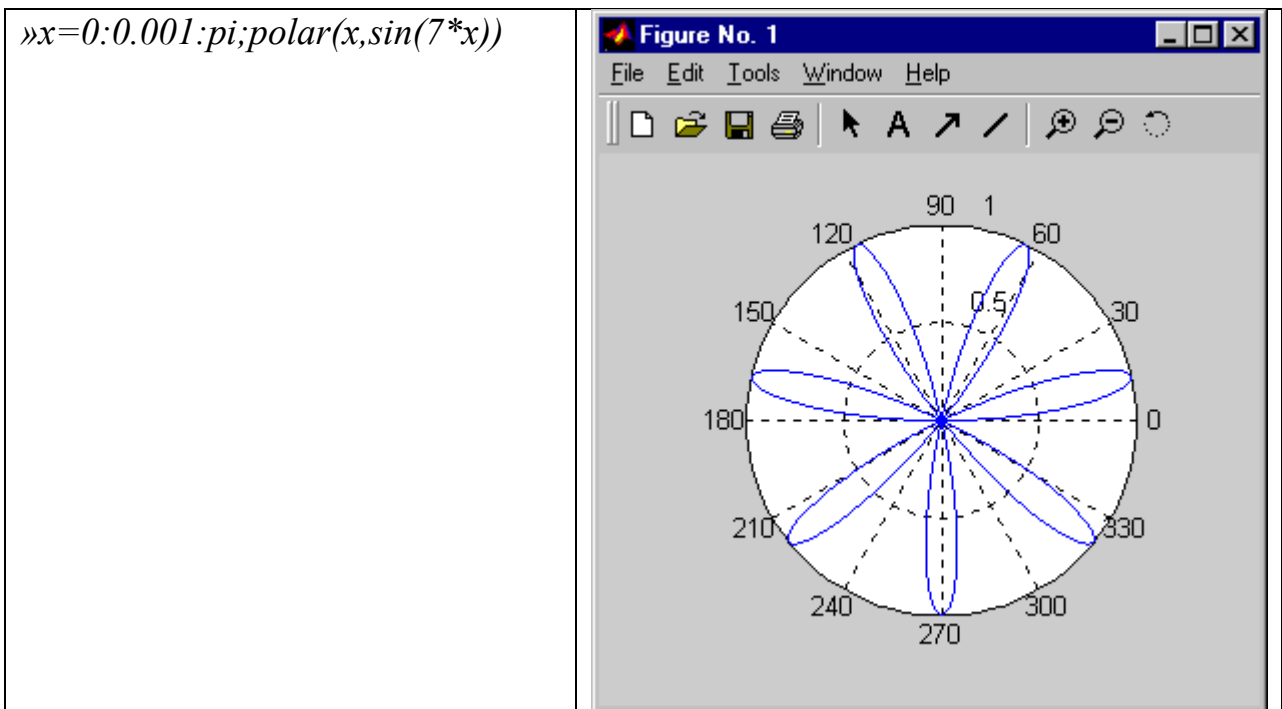 »x=0:0.001:pi;polar(x,sin(7*x))
Figure No. 1
File Edit Tools Window Help
A
90 1
120 60
0.5
150 30
180 0
210 330
240 300
270